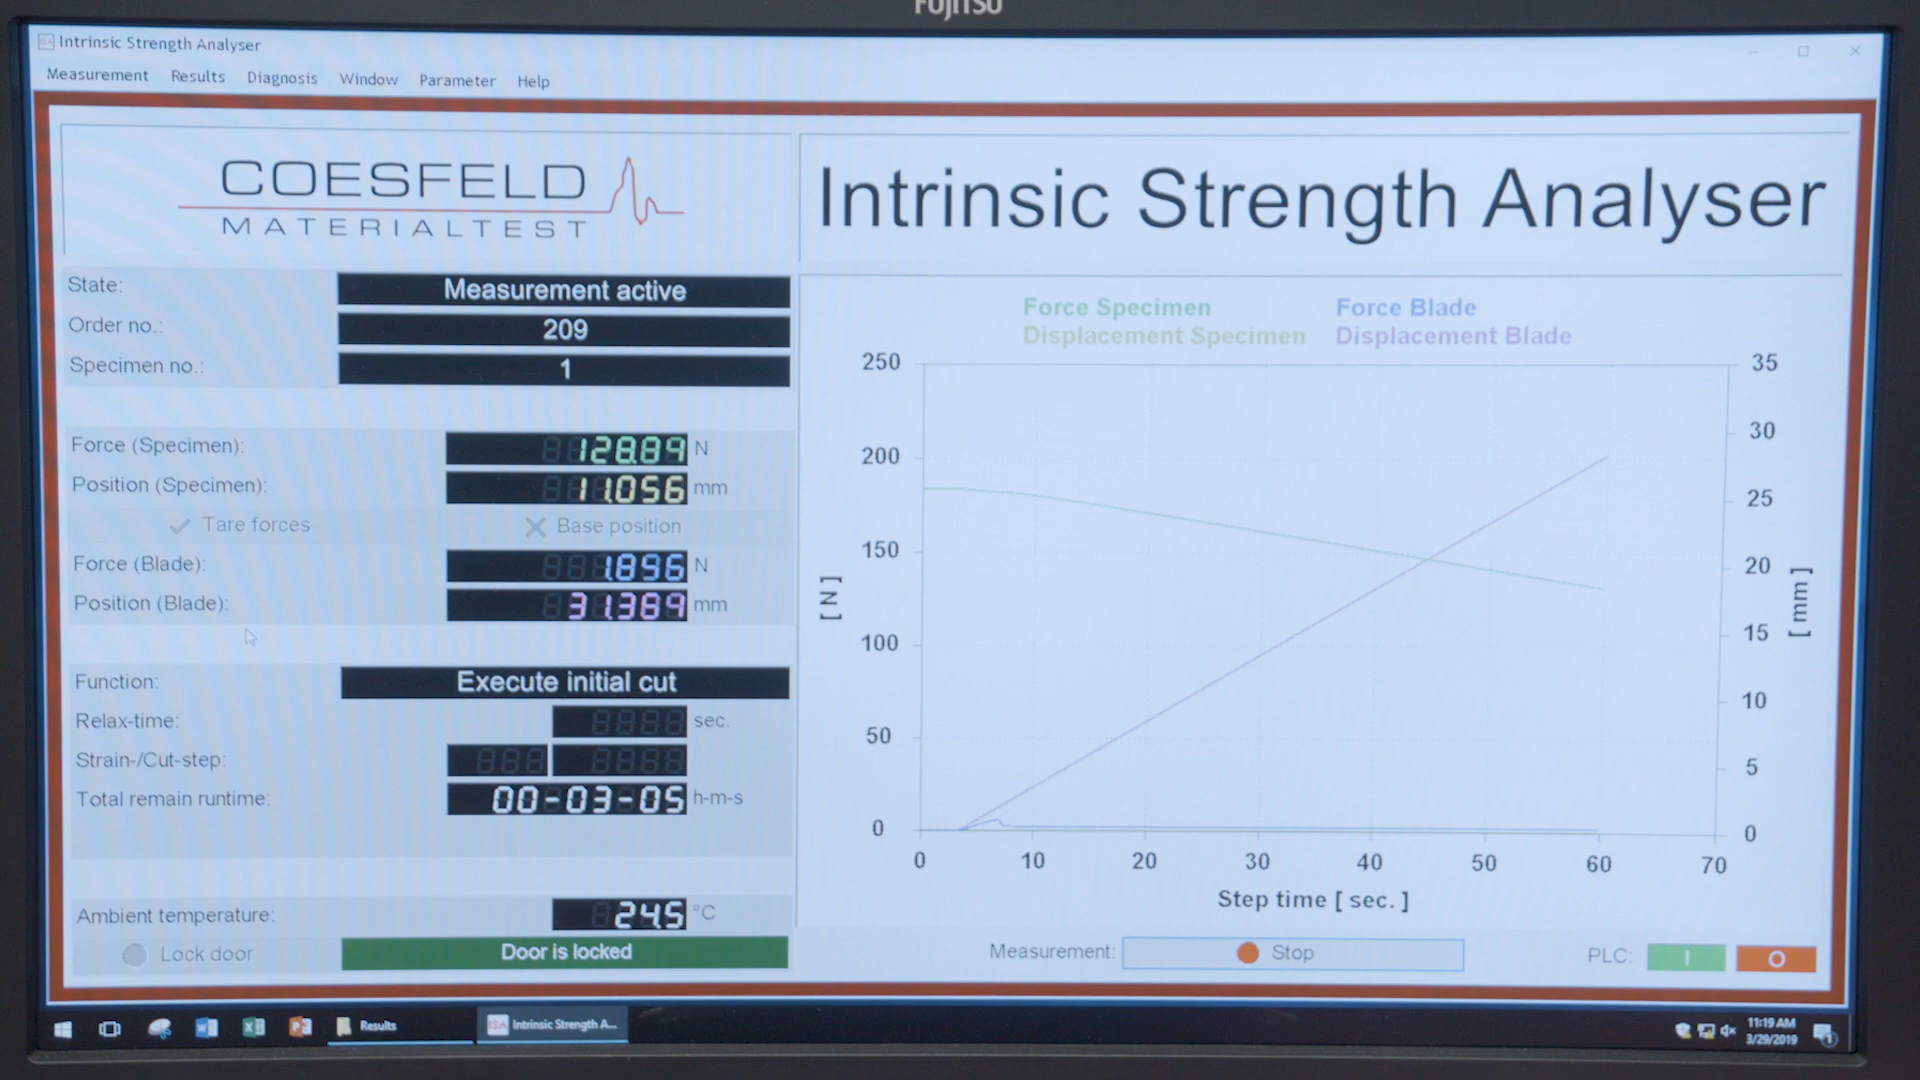 FUJITSU
Intrinsic Strength Analyser
Measurement Results Diagnosis Window Parameter Help
COESFELD
MATERIALTEST
Intrinsic Strength Analyser
State: Measurement active
Order no.: 209
Specimen no.: 1
Force (Specimen): 128.89 N
Position (Specimen): 11.056 mm
Tare forces Base position
Force (Blade): 1.896 N
Position (Blade): 31.389 mm
Function: Execute initial cut
Relax-time: sec.
Strain-/Cut-step:
Total remain runtime: 00-03-05 h-m-s
Ambient temperature: 24.5 °C
Lock door Door is locked
Force Specimen Force Blade
Displacement Specimen Displacement Blade
250 35
30
200
25
150 20
[ N ] [ mm ]
100 15
10
50
5
0 0
0 10 20 30 40 50 60 70
Step time [ sec. ]
Measurement: Stop PLC: I O
Results ISA Intrinsic Strength A...
11:19 AM
3/29/2019
1